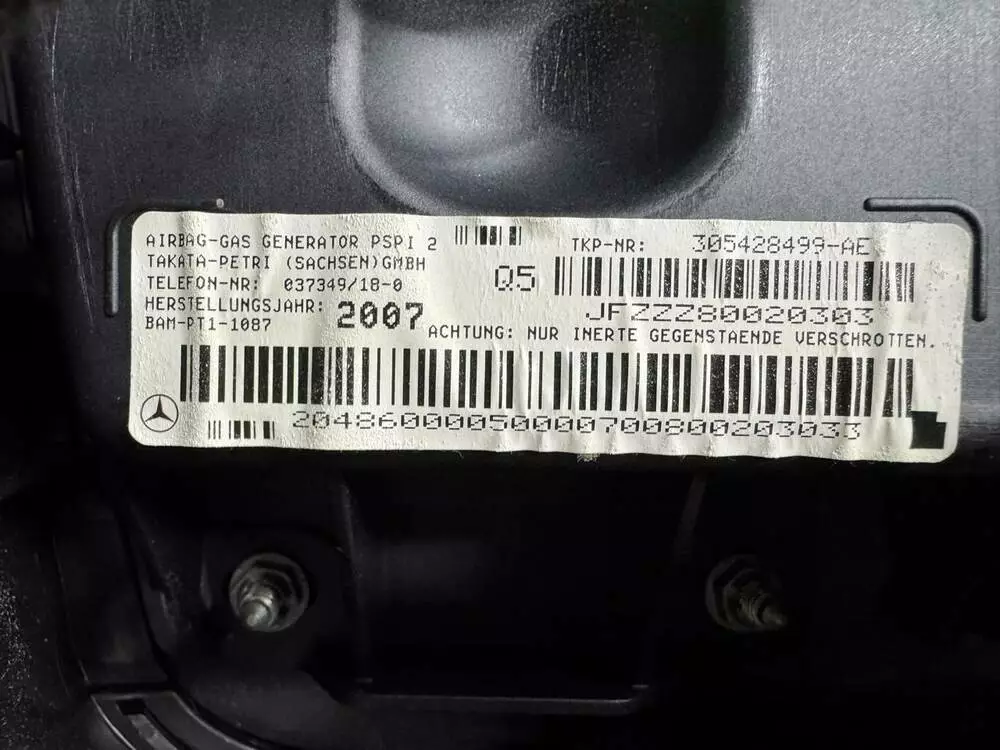 AIRBAG-GAS GENERATOR PSPI 2
TAKATA-PETRI (SACHSEN)GMBH
TELEFON-NR: 037349/18-0
HERSTELLUNGSJAHR: 2007
BAM-PT1-1087
Q5
TKP-NR: 305428499-AE
JFZZZ80020303
ACHTUNG: NUR INERTE GEGENSTAENDE VERSCHROTTEN.
20486000050000700800203033